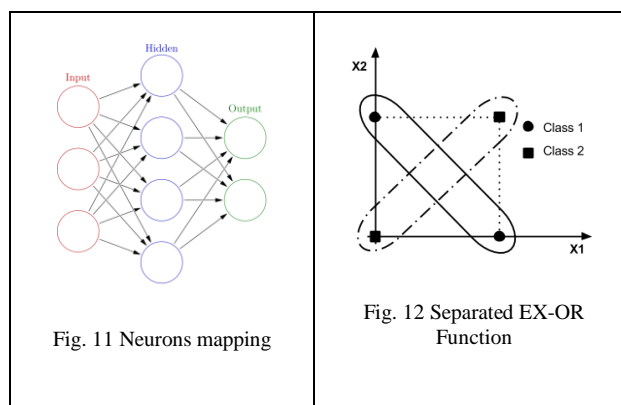 Hidden
Input
Output
Fig. 11 Neurons mapping
X2
Class 1
Class 2
X1
Fig. 12 Separated EX-OR
Function